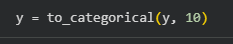 y = to_categorical(y, 10)